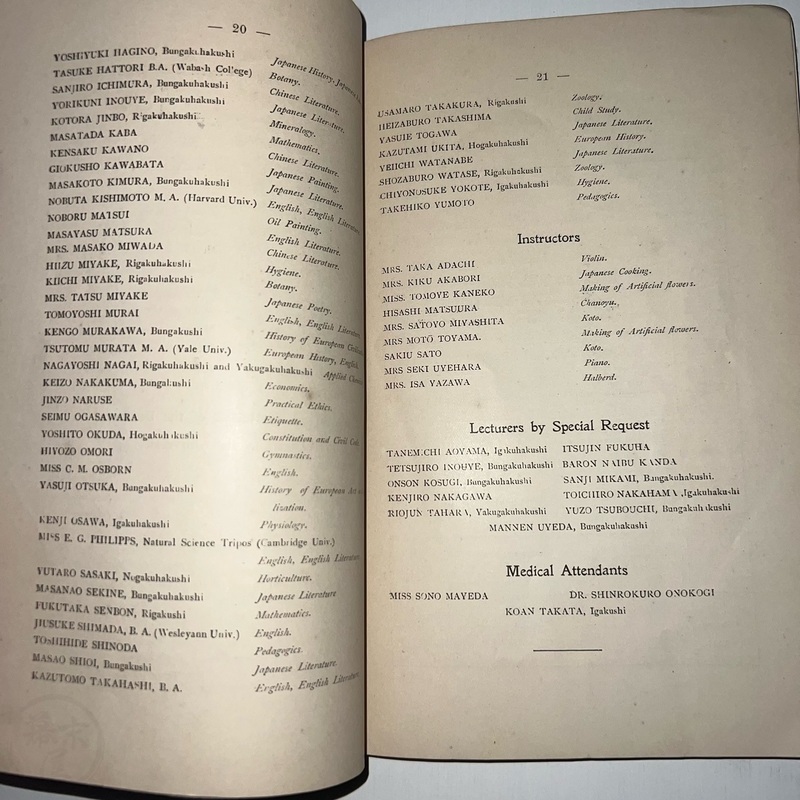 — 20 —
YOSHIYUKI HAGINO, Bungakuhakushi Japanese History, Japanese
TASUKE HATTORI B.A. (Wabash College) Botany.
SANJIRO ICHIMURA, Bungakuhakushi Chinese Literature.
YORIKUNI INOUYE, Bungakuhakushi Japanese Literature.
KOTORA JINBO, Rigakuhakushi Mineralogy.
MASATADA KABA Mathematics.
KENSAKU KAWANO Chinese Literature.
GIOKUSHO KAWABATA Japanese Painting.
MASAKOTO KIMURA, Bungakuhakushi Japanese Literature.
NOBUTA KISHIMOTO M. A. (Harvard Univ.) English, English Literature.
NOBORU MATSUI Oil Painting.
MASAYASU MATSURA English Literature.
MRS. MASAKO MIWADA Chinese Literature.
HIIZU MIYAKE, Rigakuhakushi Hygiene.
KIICHI MIYAKE, Rigakuhakushi Botany.
MRS. TATSU MIYAKE Japanese Poetry.
TOMOYOSHI MURAI English, English Literature
KENGO MURAKAWA, Bungakushi History of European
TSUTOMU MURATA M. A. (Yale Univ.) European History, English.
NAGAYOSHI NAGAI, Rigakuhakushi and Yakugakuhakushi Applied
KEIZO NAKAKUMA, Bungakushi Economics.
JINZO NARUSE Practical Ethics.
SEIMU OGASAWARA Etiquette.
YOSHITO OKUDA, Hogakuhakushi Constitution and Civil
HIYOZO OMORI Gymnastics.
MISS C. M. OSBORN English.
YASUJI OTSUKA, Bungakuhakushi History of European Art
lization.
KENJI OSAWA, Igakuhakushi Physiology.
MISS E. G. PHILIPPS, Natural Science Tripos (Cambridge Univ.)
English, English Literature
YUTARO SASAKI, Nogakuhakushi Horticulture.
MASANAO SEKINE, Bungakuhakushi Japanese Literature
FUKUTAKA SENBON, Rigakushi Mathematics.
JIUSUKE SHIMADA, B. A. (Wesleyann Univ.) English.
TOSHIHIDE SHINODA Pedagogics.
MASAO SHIOI, Bungakushi Japanese Literature.
KAZUTOMO TAKAHASHI, B. A. English, English Literature
— 21 —
USAMARO TAKAKURA, Rigakushi Zoology.
HEIZABURO TAKASHIMA Child Study.
YASUIE TOGAWA Japanese Literature.
KAZUTAMI UKITA, Hogakuhakushi European History.
YEIICHI WATANABE Japanese Literature.
SHOZABURO WATASE, Rigakuhakushi Zoology.
CHIYONOSUKE YOKOTE, Igakuhakushi Hygiene.
TAKEHIKO YUMOTO Pedagogics.
Instructors
MRS. TAKA ADACHI Violin.
MRS. KIKU AKABORI Japanese Cooking.
MISS. TOMOYE KANEKO Making of Artificial flowers.
HISASHI MATSUURA Chanoyu.
MRS. SATOYO MIYASHITA Koto.
MRS MOTO TOYAMA. Making of Artificial flowers.
SAKIU SATO Koto.
MRS SEKI UYEHARA Piano.
MRS. ISA YAZAWA Halberd.
Lecturers by Special Request
TANEMICHI AOYAMA, Igakuhakushi ITSUJIN FUKUHA
TETSUJIRO INOUYE, Bungakuhakushi BARON NAIBU KANDA
ONSON KOSUGI, Bungakuhakushi SANJI MIKAMI, Bungakuhakushi.
KENJIRO NAKAGAWA TOICHIRO NAKAHAMA, Igakuhakushi
RIOJUN TAHARA, Yakugakuhakushi YUZO TSUBOUCHI, Bungakuhakushi
MANNEN UYEDA, Bungakuhakushi
Medical Attendants
MISS SONO MAYEDA DR. SHINROKURO ONOKOGI
KOAN TAKATA, Igakushi